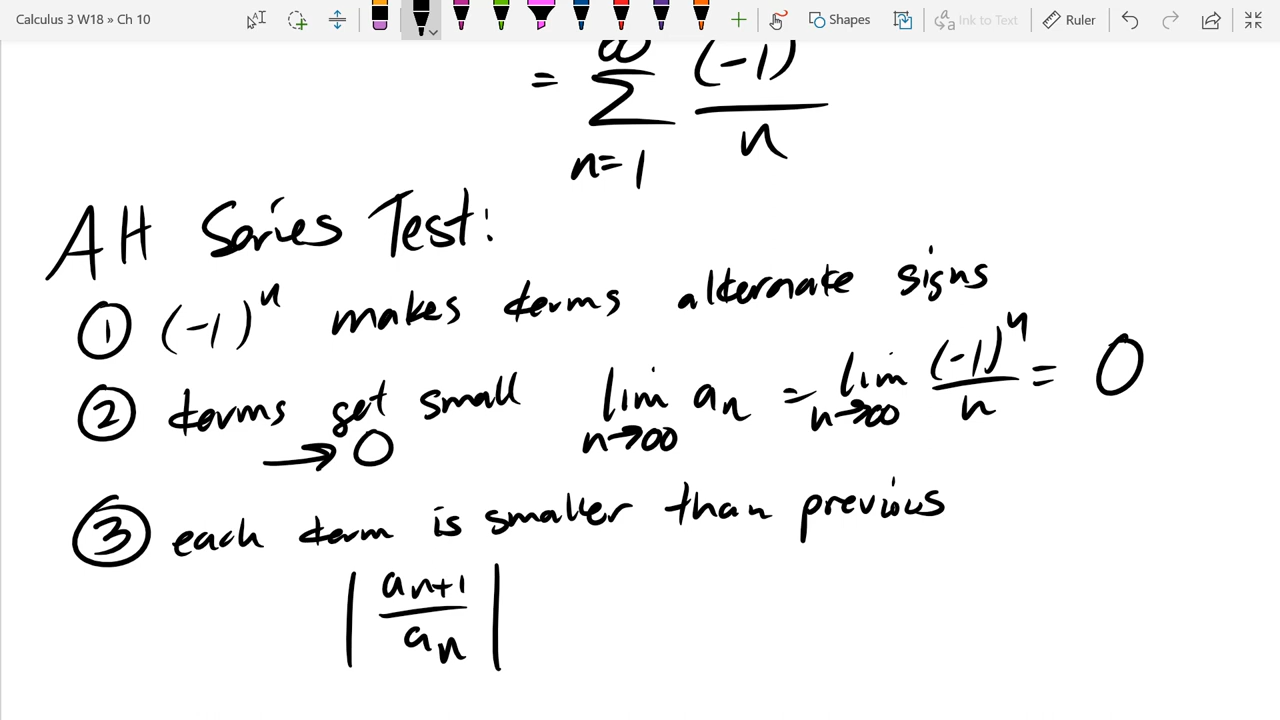 Calculus 3 W18 » Ch 10
Shapes
Ink to Text
Ruler
= ∑ n=1 ∞ (-1) / n
Alt Series Test:
① (-1)^n makes terms alternate signs
② terms get small lim n→∞ a_n = lim n→∞ (-1)^n / n = 0
→ 0
③ each term is smaller than previous
| a_n+1 / a_n |